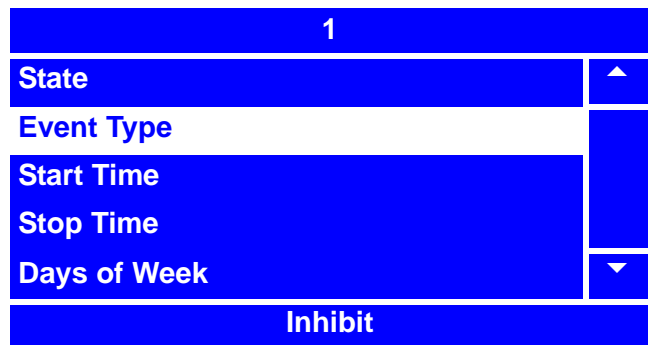 1
State
Event Type
Start Time
Stop Time
Days of Week
Inhibit